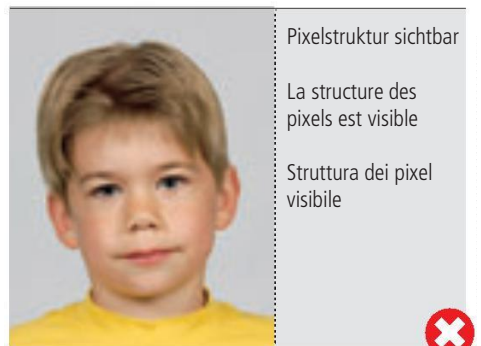 Pixelstruktur sichtbar
La structure des
pixels est visible
Struttura dei pixel
visibile